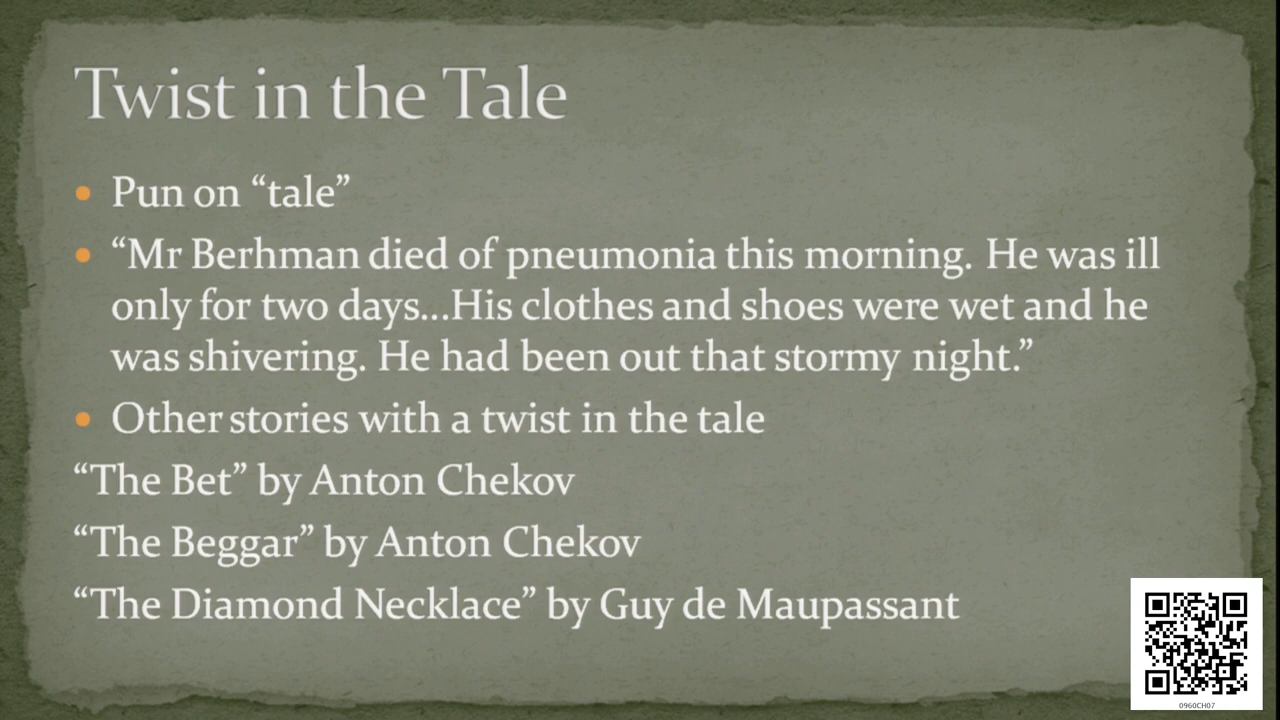 Twist in the Tale
• Pun on “tale”
• “Mr Berhman died of pneumonia this morning. He was ill
only for two days...His clothes and shoes were wet and he
was shivering. He had been out that stormy night.”
• Other stories with a twist in the tale
“The Bet” by Anton Chekov
“The Beggar” by Anton Chekov
“The Diamond Necklace” by Guy de Maupassant
0960CH07